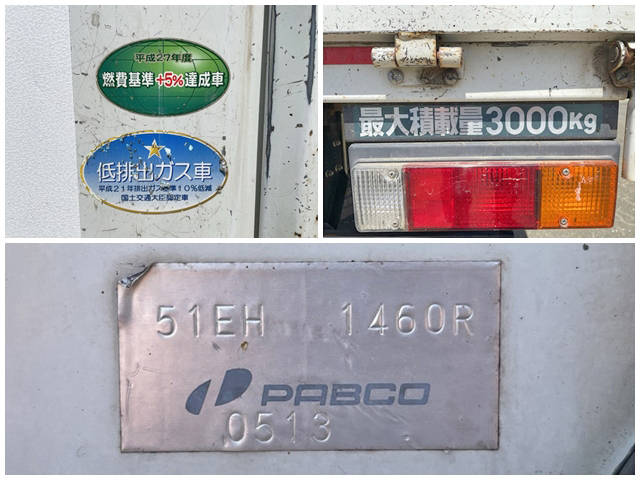 平成27年度
燃費基準+5%達成車
低排出ガス車
平成21年排出ガス基準10%低減
国土交通大臣認定車
最大積載量3000Kg
51EH 1460R
PABCO
0513